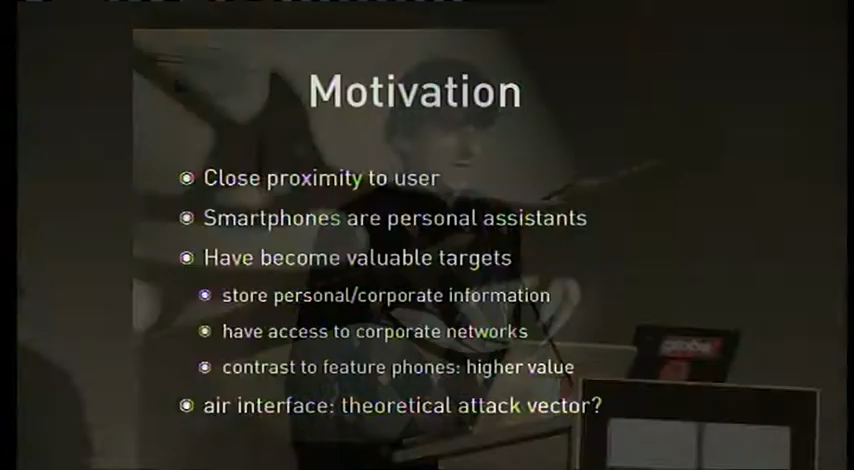 Motivation
Close proximity to user
Smartphones are personal assistants
Have become valuable targets
store personal/corporate information
have access to corporate networks
contrast to feature phones: higher value
air interface: theoretical attack vector?